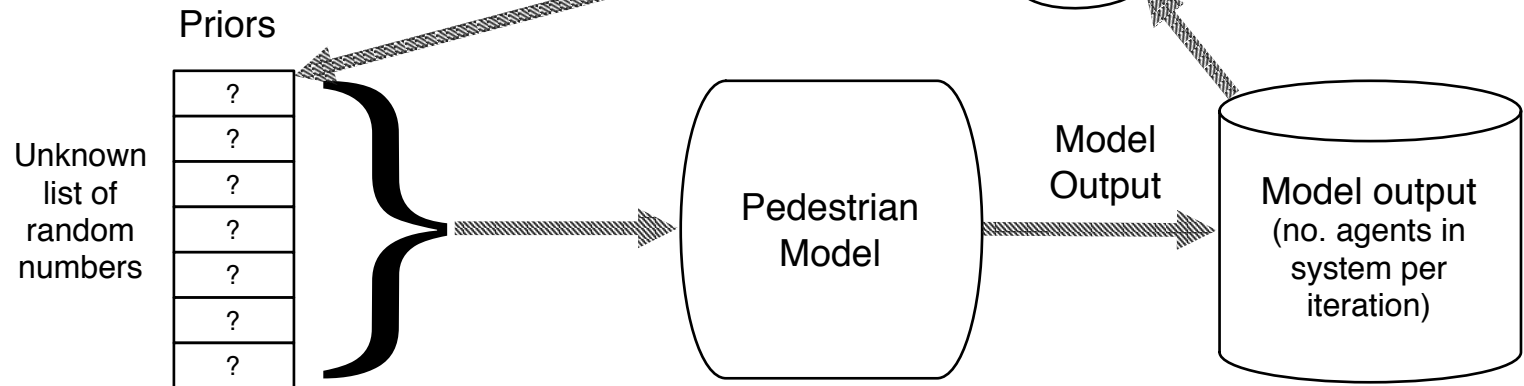 Priors
Unknown
list of
random
numbers
?
?
?
?
?
?
?
Pedestrian
Model
Model
Output
Model output
(no. agents in
system per
iteration)